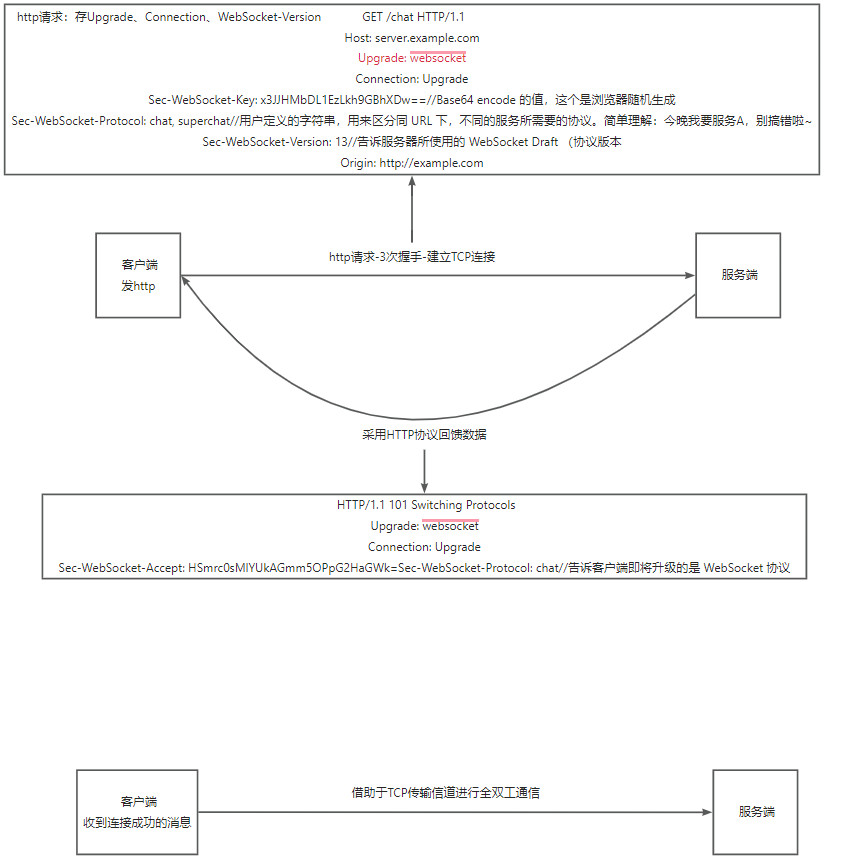 http请求：存Upgrade、Connection、WebSocket-Version GET /chat HTTP/1.1
Host: server.example.com
Upgrade: websocket
Connection: Upgrade
Sec-WebSocket-Key: x3JJHMbDL1EzLkh9GBhXDw==//Base64 encode 的值，这个是浏览器随机生成
Sec-WebSocket-Protocol: chat, superchat//用户定义的字符串，用来区分同 URL 下，不同的服务所需要的协议。简单理解：今晚我要服务A，别搞错啦~
Sec-WebSocket-Version: 13//告诉服务器所使用的 WebSocket Draft （协议版本
Origin: http://example.com
http请求-3次握手-建立TCP连接
客户端
发http
服务端
采用HTTP协议回馈数据
HTTP/1.1 101 Switching Protocols
Upgrade: websocket
Connection: Upgrade
Sec-WebSocket-Accept: HSmrc0sMlYUkAGmm5OPpG2HaGWk=Sec-WebSocket-Protocol: chat//告诉客户端即将升级的是 WebSocket 协议
借助于TCP传输信道进行全双工通信
客户端
收到连接成功的消息
服务端